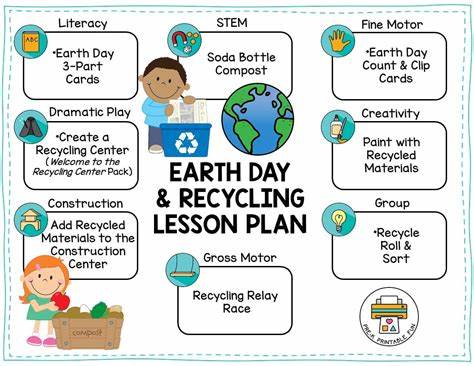 Literacy
ABC
•Earth Day
3-Part
Cards
STEM
Soda Bottle
Compost
Fine Motor
•Earth Day
Count & Clip
Cards
Dramatic Play
•Create a
Recycling Center
(Welcome to the
Recycling Center Pack)
EARTH DAY
& RECYCLING
LESSON PLAN
Creativity
Paint with
Recycled
Materials
Construction
Add Recycled
Materials to the
Construction
Center
Gross Motor
Recycling Relay
Race
Group
•Recycle
Roll &
Sort
COMPOST
PRE-K PRINTABLE FUN